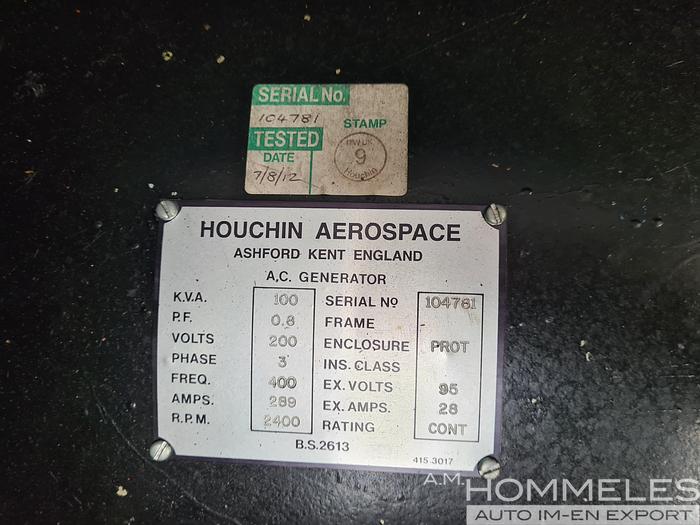 SERIAL No.
104781
TESTED STAMP
DATE
7/8/12
HWUK
9
Houchin
HOUCHIN AEROSPACE
ASHFORD KENT ENGLAND
A.C. GENERATOR
K.V.A. 100 SERIAL Nº 104781
P.F. 0.8 FRAME
VOLTS 200 ENCLOSURE PROT
PHASE 3 INS. CLASS
FREQ. 400 EX. VOLTS 95
AMPS. 289 EX. AMPS. 28
R.P.M. 2400 RATING CONT
B.S.2613
415-3017
A.M. HOMMELES
AUTO IM-EN EXPORT